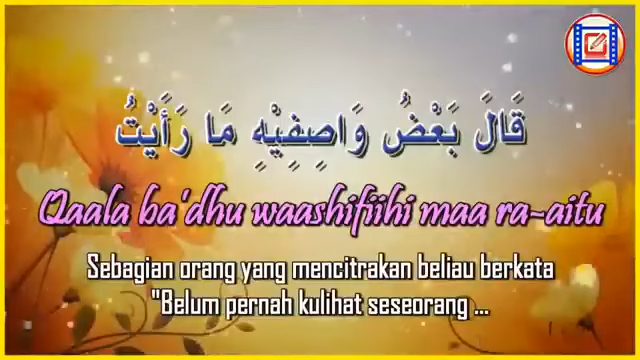 قَالَ بَعْضُ وَاصِفِيْهِ مَا رَأَيْتُ
Qaala ba'dhu waashifiihi maa ra-aitu
Sebagian orang yang mencitrakan beliau berkata
"Belum pernah kulihat seseorang ...